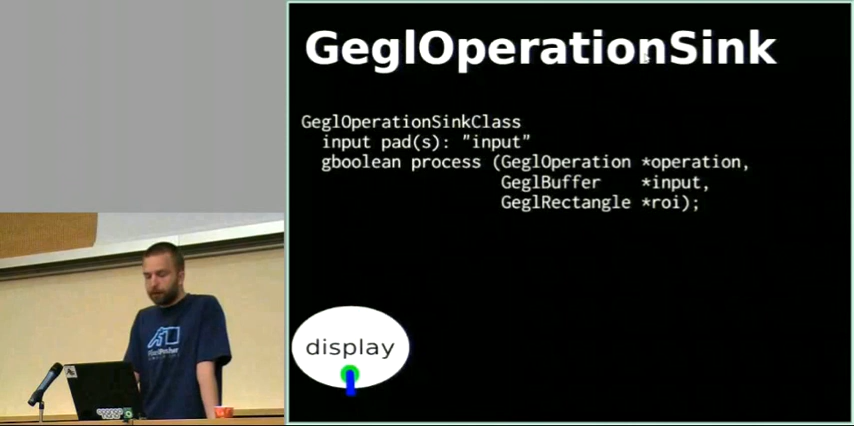 GeglOperationSink
GeglOperationSinkClass
input pad(s): "input"
gboolean process (GeglOperation *operation,
GeglBuffer *input,
GeglRectangle *roi);
display